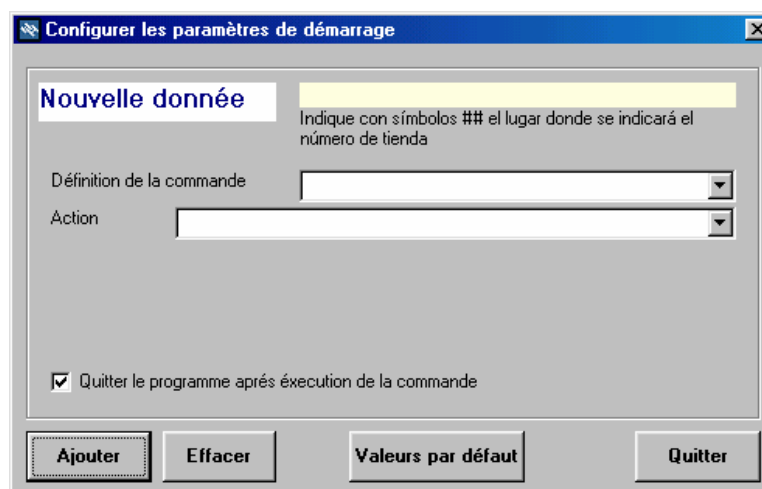 Configurer les paramètres de démarrage
Nouvelle donnée
Indique con símbolos ## el lugar donde se indicará el
número de tienda
Définition de la commande
Action
Quitter le programme aprés éxecution de la commande
Ajouter
Effacer
Valeurs par défaut
Quitter